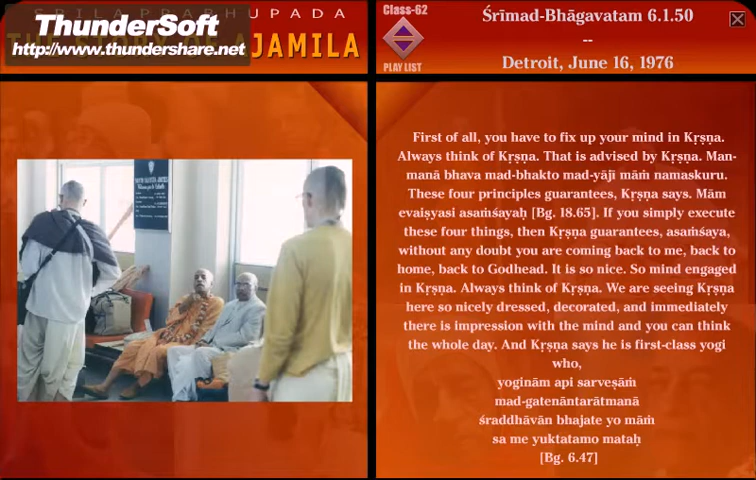 SRILA PRABHUPADA
ThunderSoft
http://www.thundershare.net
THE STORY OF AJAMILA
Class-62
PLAY LIST
Śrīmad-Bhāgavatam 6.1.50
--
Detroit, June 16, 1976
First of all, you have to fix up your mind in Kṛṣṇa.
Always think of Kṛṣṇa. That is advised by Kṛṣṇa. Man-
manā bhava mad-bhakto mad-yājī māṁ namaskuru.
These four principles guarantees, Kṛṣṇa says. Mām
evaiṣyasi asaṁśayaḥ [Bg. 18.65]. If you simply execute
these four things, then Kṛṣṇa guarantees, asaṁśaya,
without any doubt you are coming back to me, back to
home, back to Godhead. It is so nice. So mind engaged
in Kṛṣṇa. Always think of Kṛṣṇa. We are seeing Kṛṣṇa
here so nicely dressed, decorated, and immediately
there is impression with the mind and you can think
the whole day. And Kṛṣṇa says he is first-class yogi
who,
yoginām api sarveṣāṁ
mad-gatenāntarātmanā
śraddhāvān bhajate yo māṁ
sa me yuktatamo mataḥ
[Bg. 6.47]